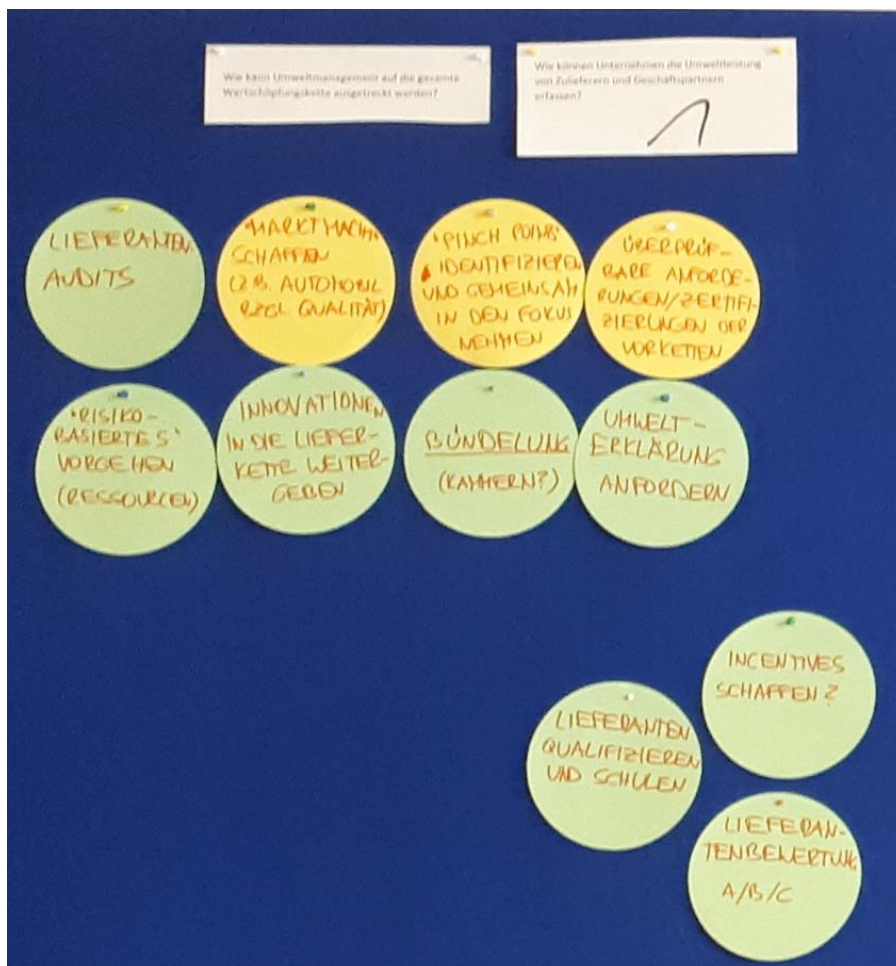 Wie kann Umweltmanagement auf die gesamte
Wertschöpfungskette ausgetreckt werden?
Wie können Unternehmen die Umweltleistung
von Zulieferern und Geschäftspartnern
erfassen?
1
LIEFERANTEN-
AUDITS
"MARKTMACHT"
SCHAFFEN
(Z.B. AUTOMOBIL
BZGL. QUALITÄT)
"PINCH POINS"
IDENTIFIZIEREN
UND GEMEINSAM
IN DEN FOKUS
NEHMEN
ÜBERPRÜF-
BARE ANFORDE-
RUNGEN/ZERTIFI-
ZIERUNGEN DER
VORKETTEN
"RISIKO-
BASIERTES"
VORGEHEN
(RESSOURCEN)
INNOVATIONEN
IN DIE LIEFER-
KETTE WEITER-
GEBEN
BÜNDELUNG
(KAMMERN?)
UMWELT-
ERKLÄRUNG
ANFORDERN
INCENTIVES
SCHAFFEN?
LIEFERANTEN
QUALIFIZIEREN
UND SCHULEN
LIEFERAN-
TENBEWERTUNG
A/B/C